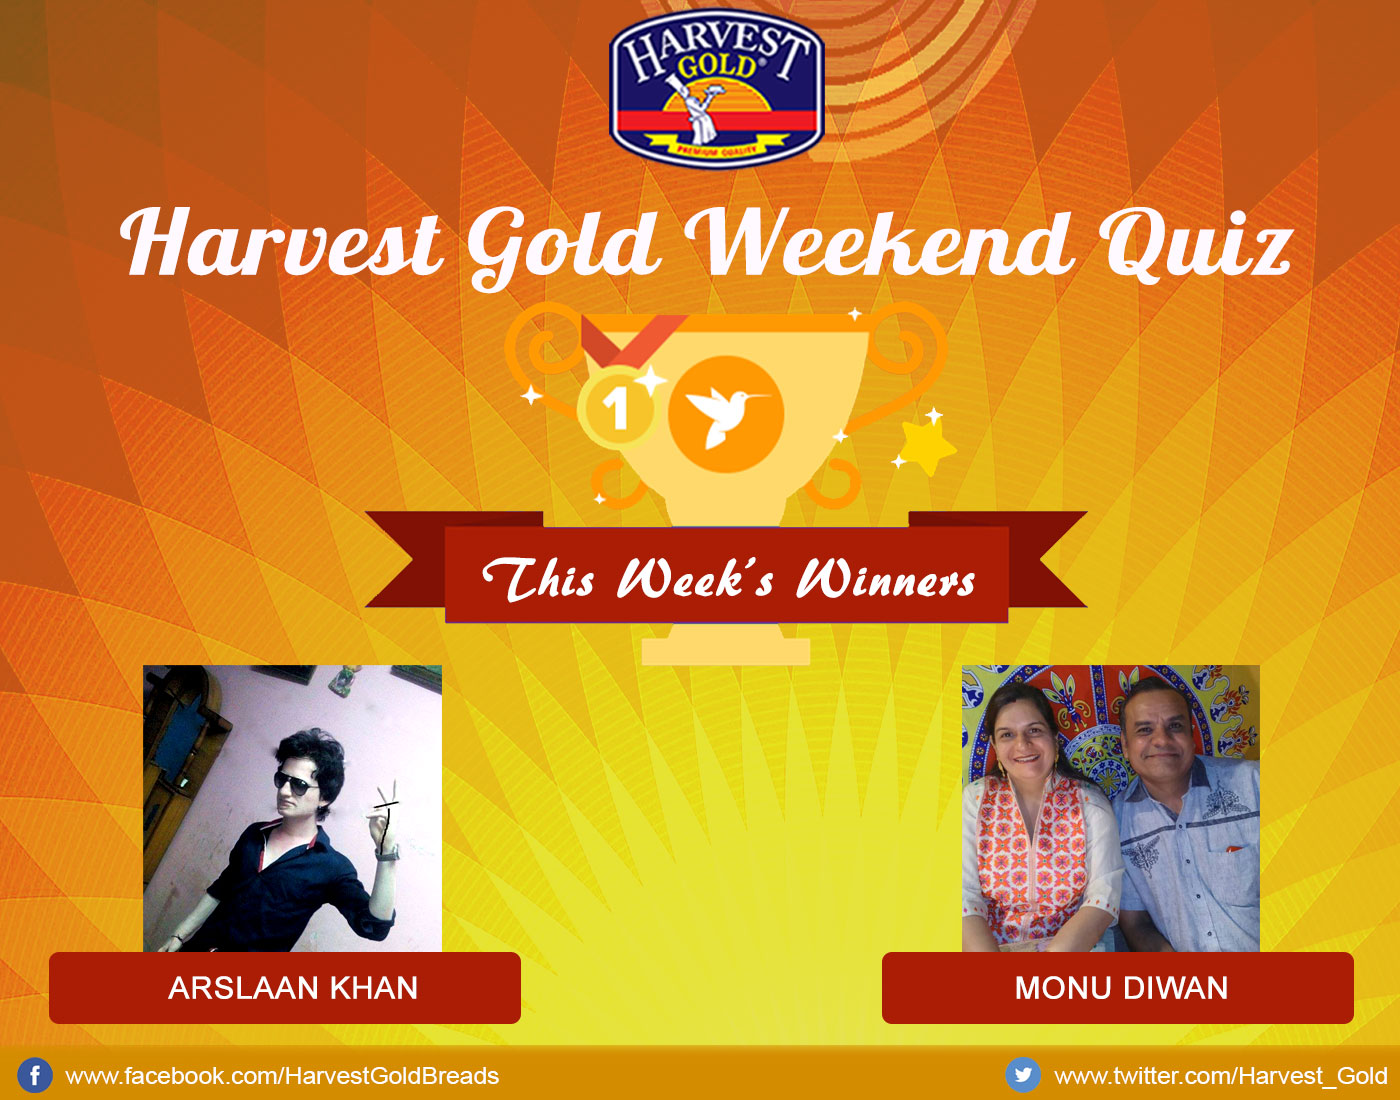 HARVEST
GOLD®
PREMIUM QUALITY
Harvest Gold Weekend Quiz
1
This Week's Winners
ARSLAAN KHAN
MONU DIWAN
www.facebook.com/HarvestGoldBreads
www.twitter.com/Harvest_Gold